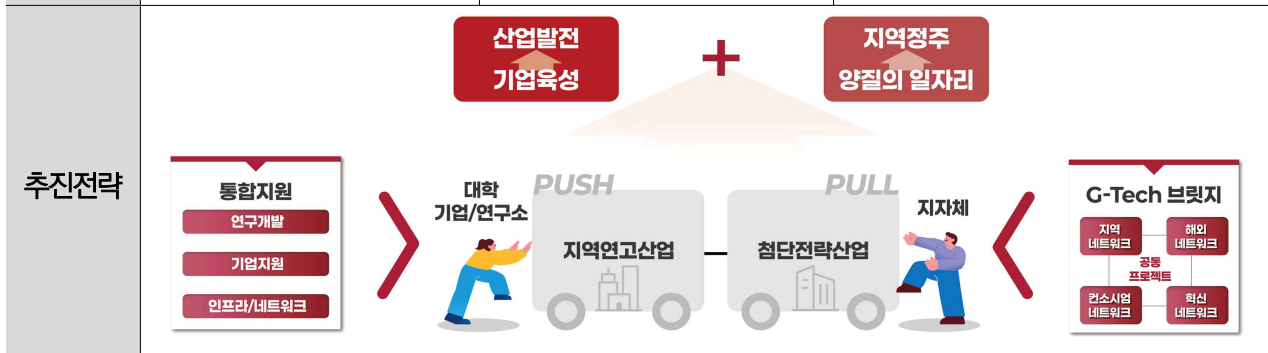 추진전략
산업발전
기업육성
+
지역정주
양질의 일자리
통합지원
연구개발
기업지원
인프라/네트워크
대학
기업/연구소
PUSH
지역연고산업
PULL
첨단전략산업
지자체
G-Tech 브릿지
지역
네트워크
해외
네트워크
공동
프로젝트
컨소시엄
네트워크
혁신
네트워크